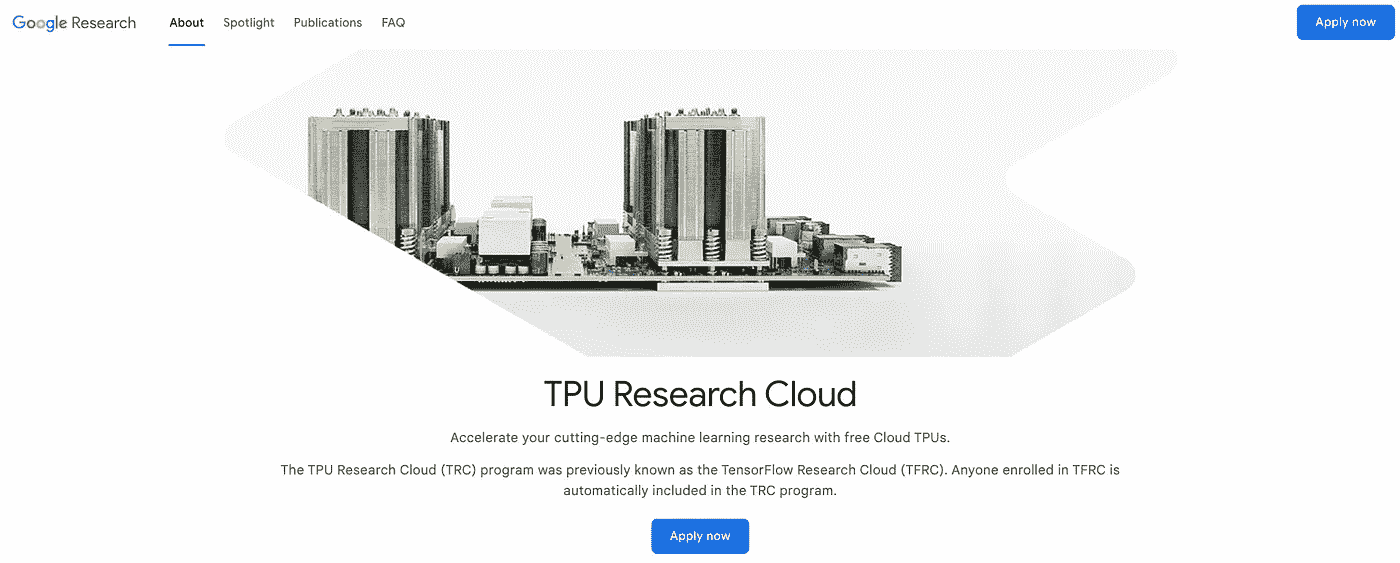 Google Research About Spotlight Publications FAQ Apply now
TPU Research Cloud
Accelerate your cutting-edge machine learning research with free Cloud TPUs.
The TPU Research Cloud (TRC) program was previously known as the TensorFlow Research Cloud (TFRC). Anyone enrolled in TFRC is
automatically included in the TRC program.
Apply now